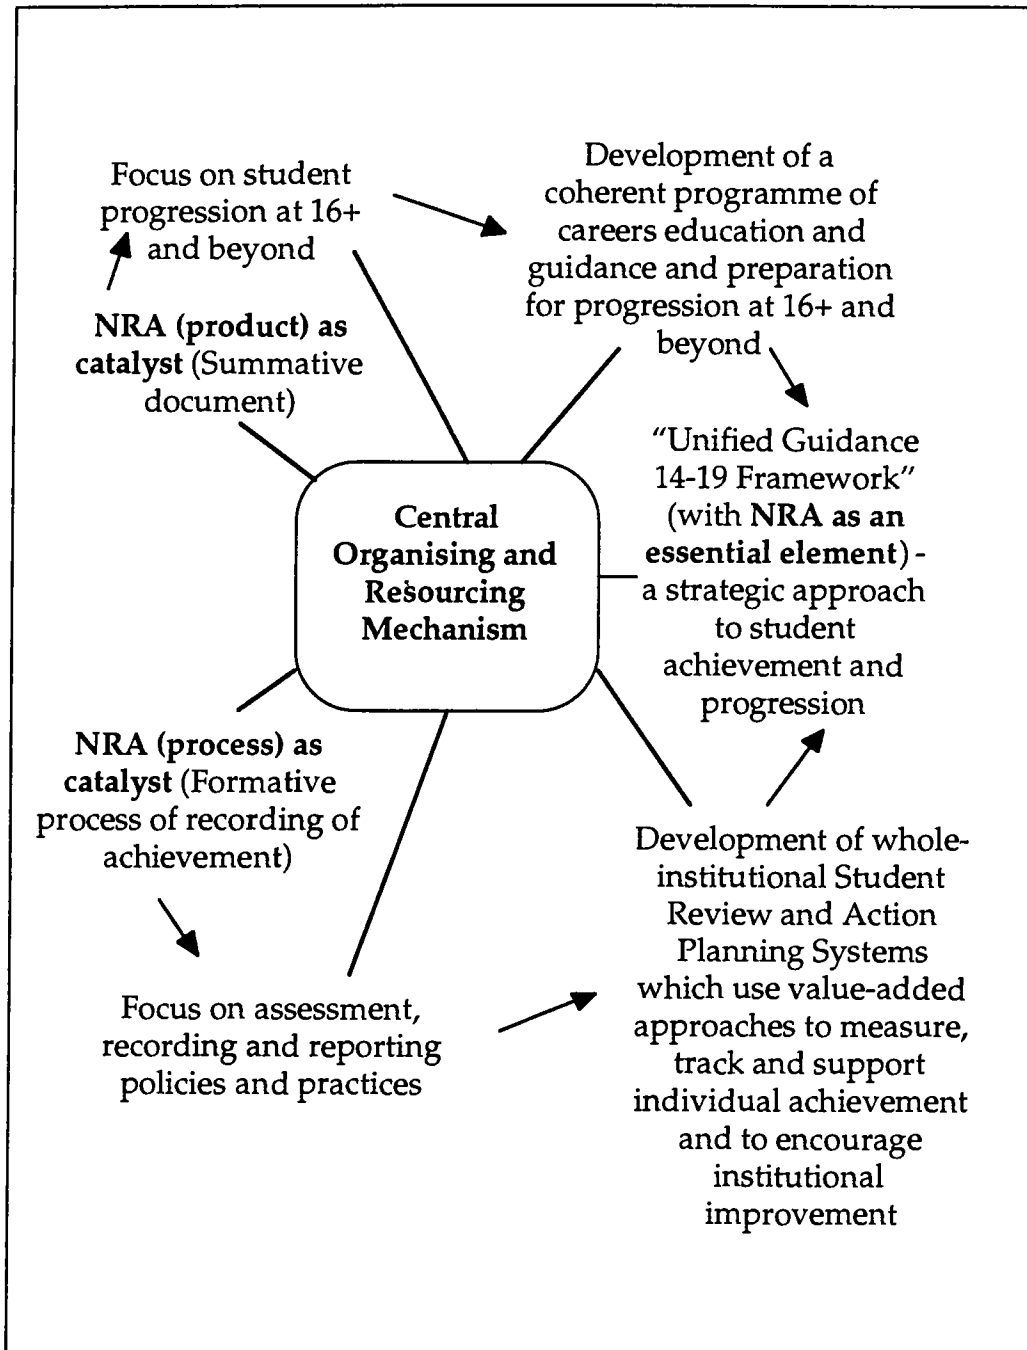 Focus on student
progression at 16+
and beyond
Development of a
coherent programme of
careers education and
guidance and preparation
for progression at 16+ and
beyond
NRA (product) as
catalyst (Summative
document)
"Unified Guidance
14-19 Framework"
(with NRA as an
essential element) -
a strategic approach
to student
achievement and
progression
Central
Organising and
Resourcing
Mechanism
NRA (process) as
catalyst (Formative
process of recording of
achievement)
Development of whole-
institutional Student
Review and Action
Planning Systems
which use value-added
approaches to measure,
track and support
individual achievement
and to encourage
institutional
improvement
Focus on assessment,
recording and reporting
policies and practices